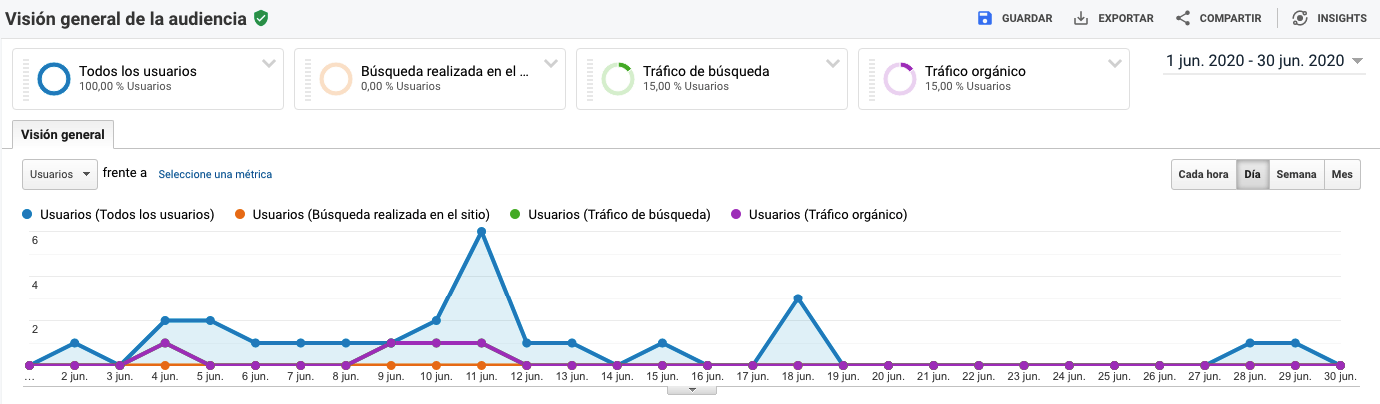 Visión general de la audiencia
GUARDAR EXPORTAR COMPARTIR INSIGHTS
Todos los usuarios
100,00 % Usuarios
Búsqueda realizada en el ...
0,00 % Usuarios
Tráfico de búsqueda
15,00 % Usuarios
Tráfico orgánico
15,00 % Usuarios
1 jun. 2020 - 30 jun. 2020
Visión general
Usuarios frente a Seleccione una métrica
Cada hora Día Semana Mes
Usuarios (Todos los usuarios) Usuarios (Búsqueda realizada en el sitio) Usuarios (Tráfico de búsqueda) Usuarios (Tráfico orgánico)
6
4
2
... 2 jun. 3 jun. 4 jun. 5 jun. 6 jun. 7 jun. 8 jun. 9 jun. 10 jun. 11 jun. 12 jun. 13 jun. 14 jun. 15 jun. 16 jun. 17 jun. 18 jun. 19 jun. 20 jun. 21 jun. 22 jun. 23 jun. 24 jun. 25 jun. 26 jun. 27 jun. 28 jun. 29 jun. 30 jun.